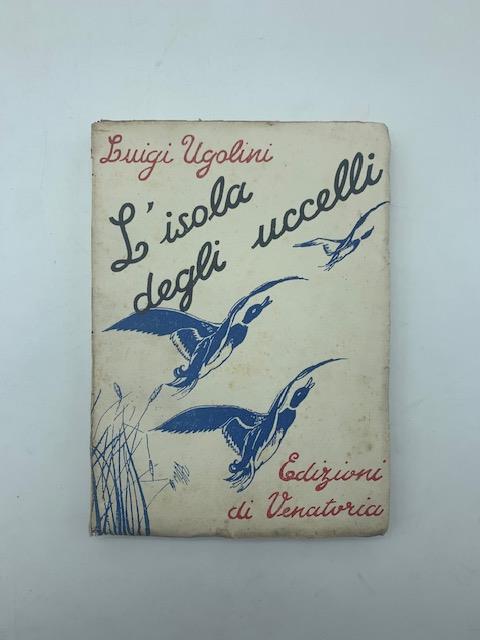 Luigi Ugolini
L'isola
degli uccelli
Edizioni
di Venatoria